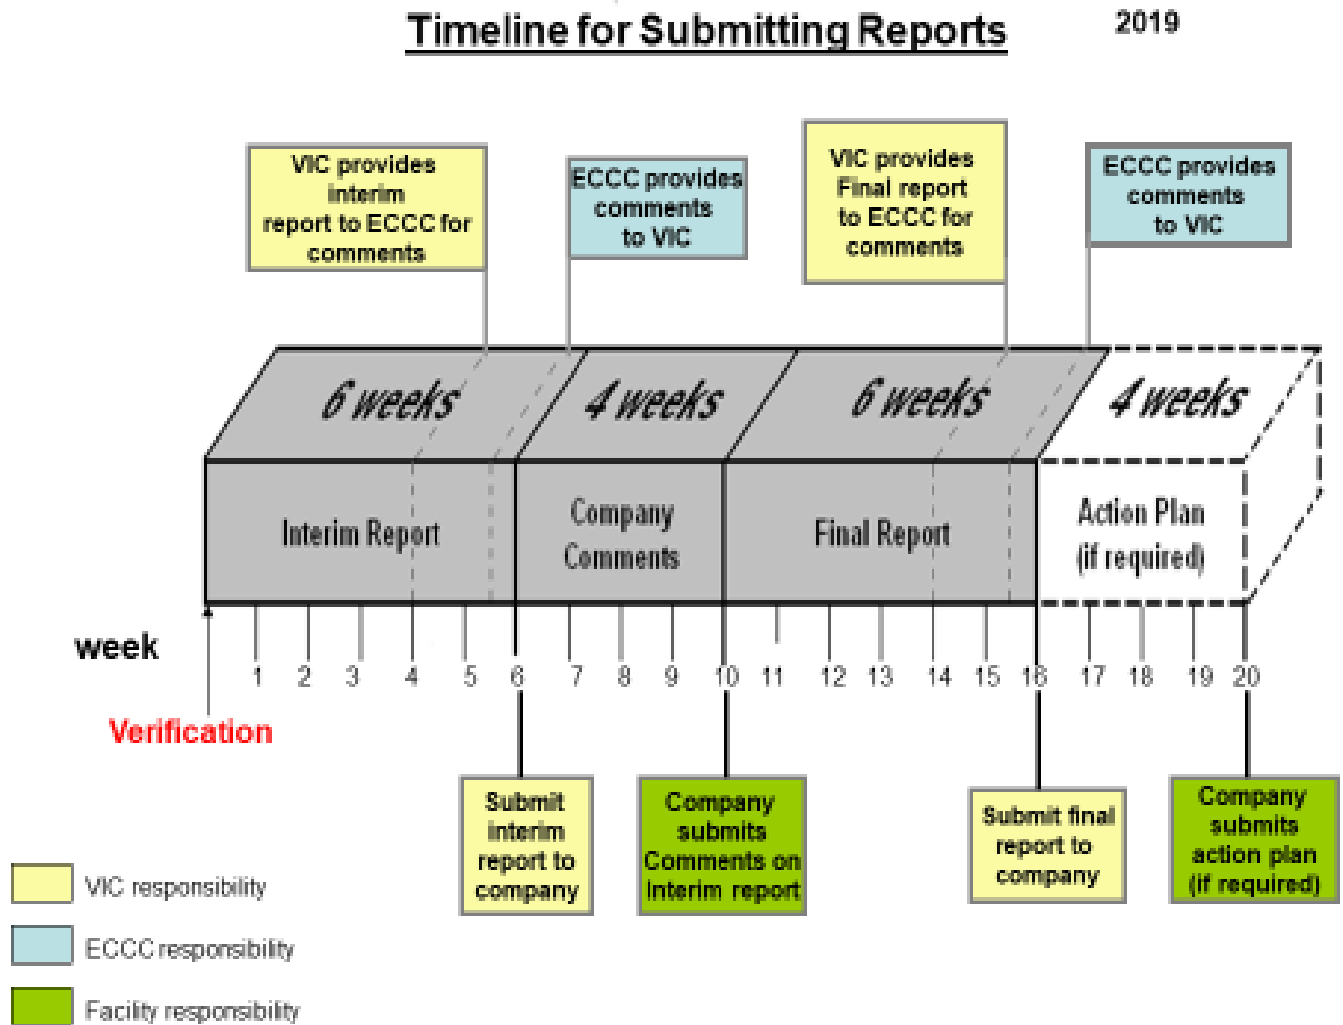 Timeline for Submitting Reports
2019
VIC provides
interim
report to ECCC for
comments
ECCC provides
comments
to VIC
VIC provides
Final report
to ECCC for
comments
ECCC provides
comments
to VIC
6 weeks
4 weeks
6 weeks
4 weeks
Interim Report
Company
Comments
Final Report
Action Plan
(if required)
week
1 2 3 4 5 6 7 8 9 10 11 12 13 14 15 16 17 18 19 20
Verification
Submit
interim
report to
company
Company
submits
Comments on
Interim report
Submit final
report to
company
Company
submits
action plan
(if required)
VIC responsibility
ECCC responsibility
Facility responsibility